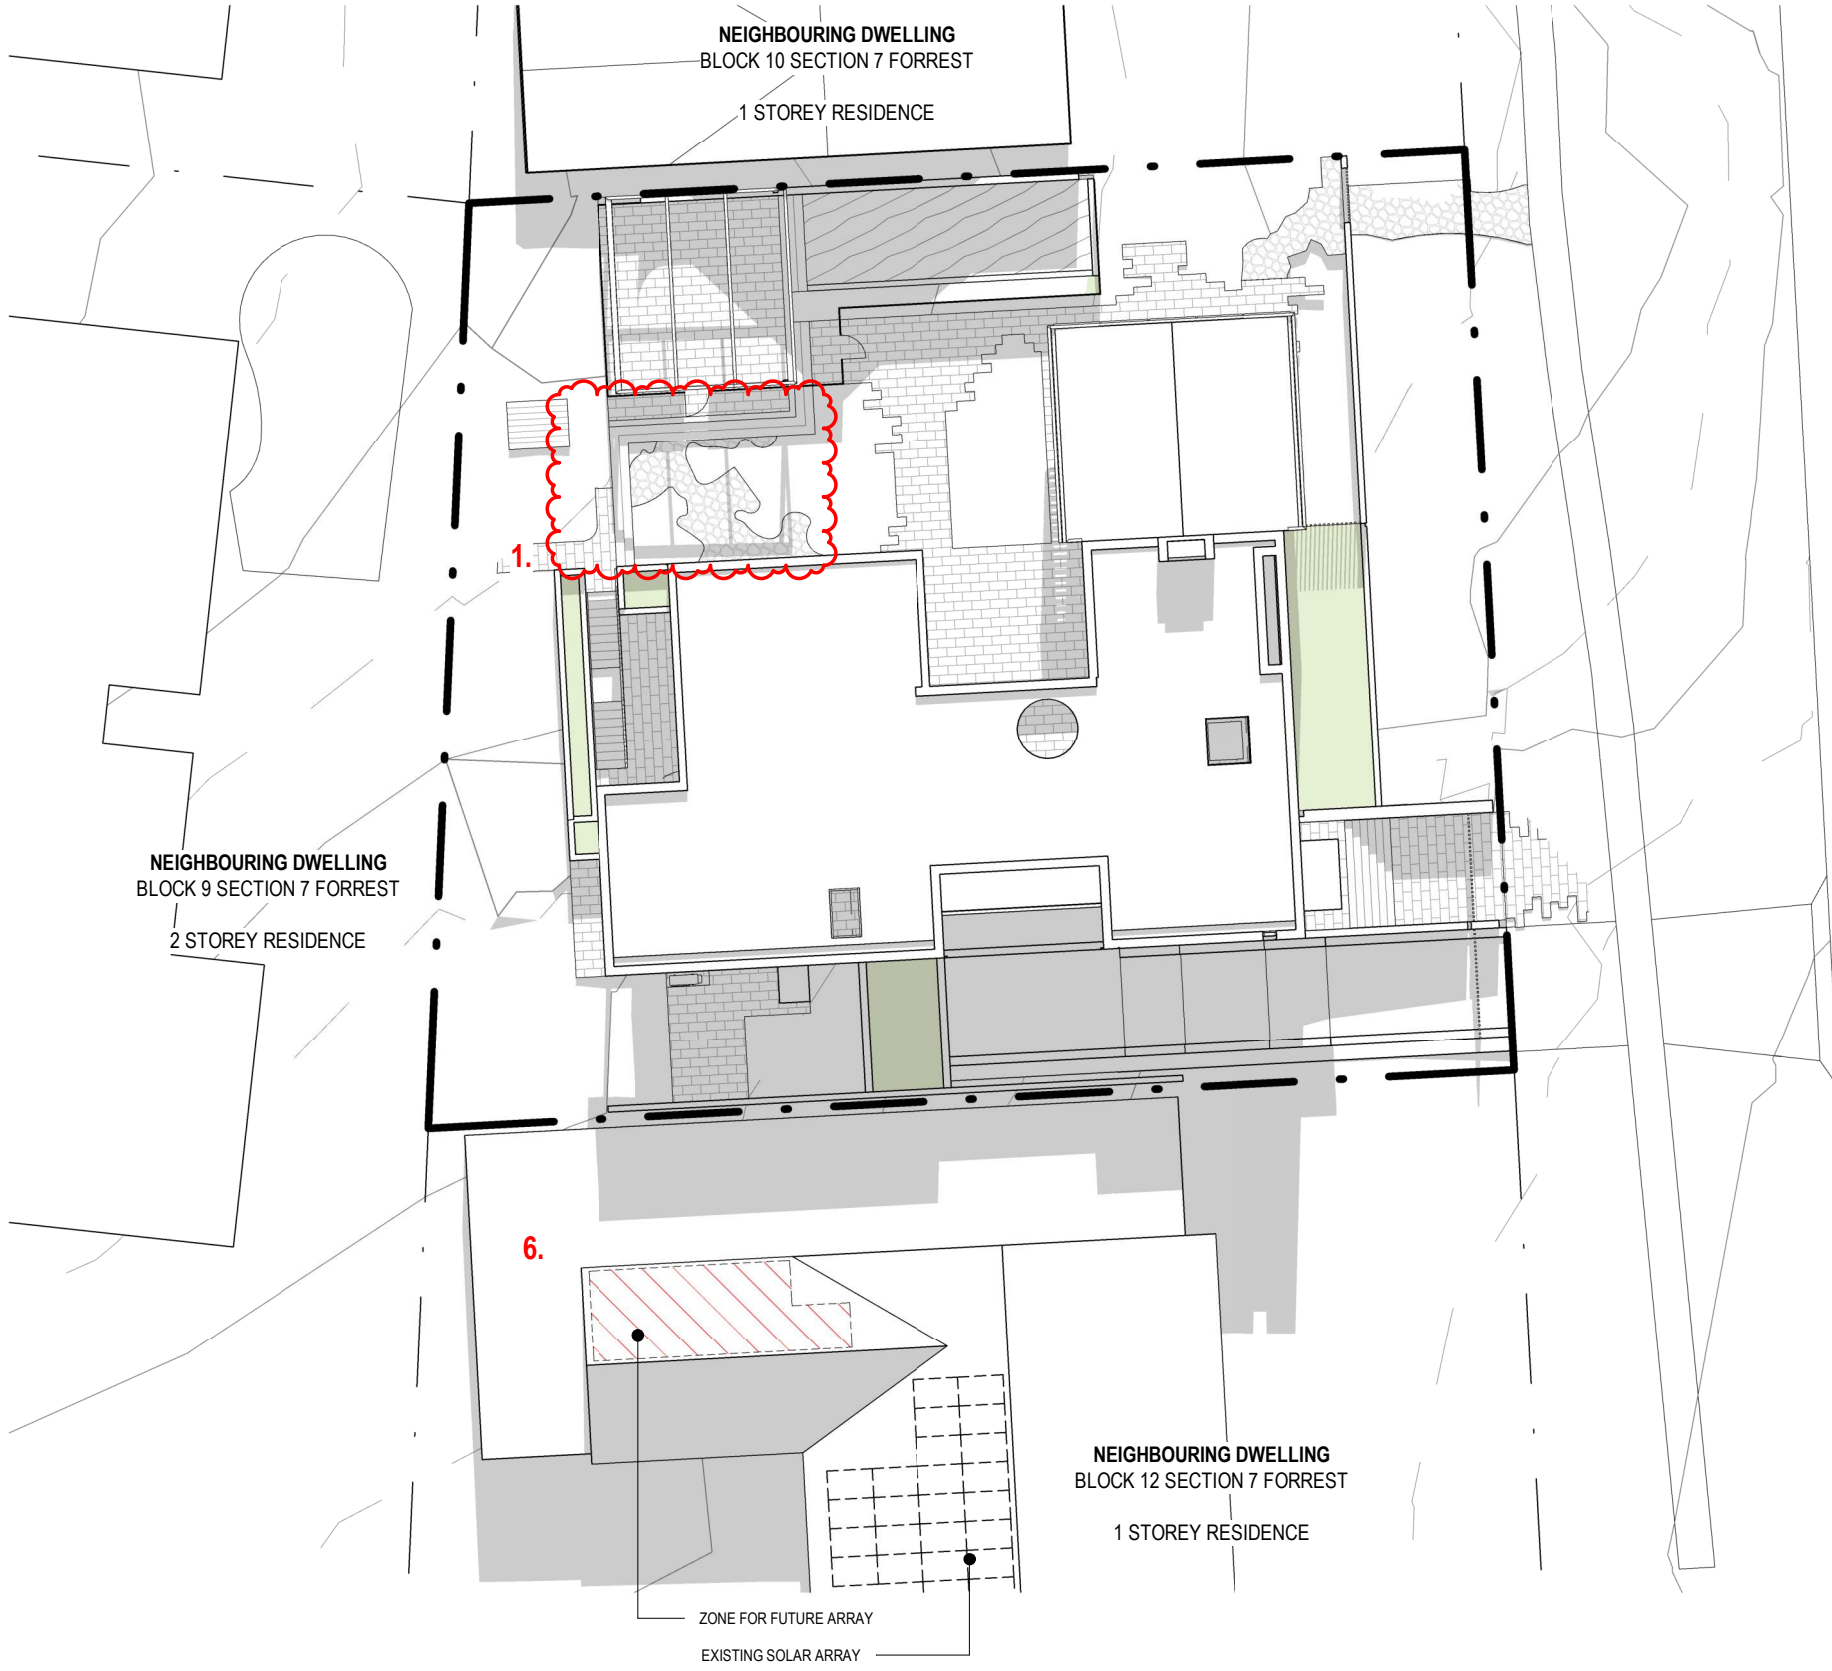 NEIGHBOURING DWELLING
BLOCK 10 SECTION 7 FORREST
1 STOREY RESIDENCE
1.
NEIGHBOURING DWELLING
BLOCK 9 SECTION 7 FORREST
2 STOREY RESIDENCE
6.
NEIGHBOURING DWELLING
BLOCK 12 SECTION 7 FORREST
1 STOREY RESIDENCE
ZONE FOR FUTURE ARRAY
EXISTING SOLAR ARRAY